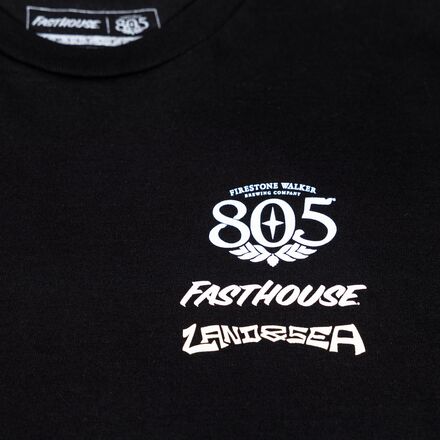 FASTHOUSE | 805
FIRESTONE WALKER
BREWING COMPANY
805
FASTHOUSE
LAND&SEA